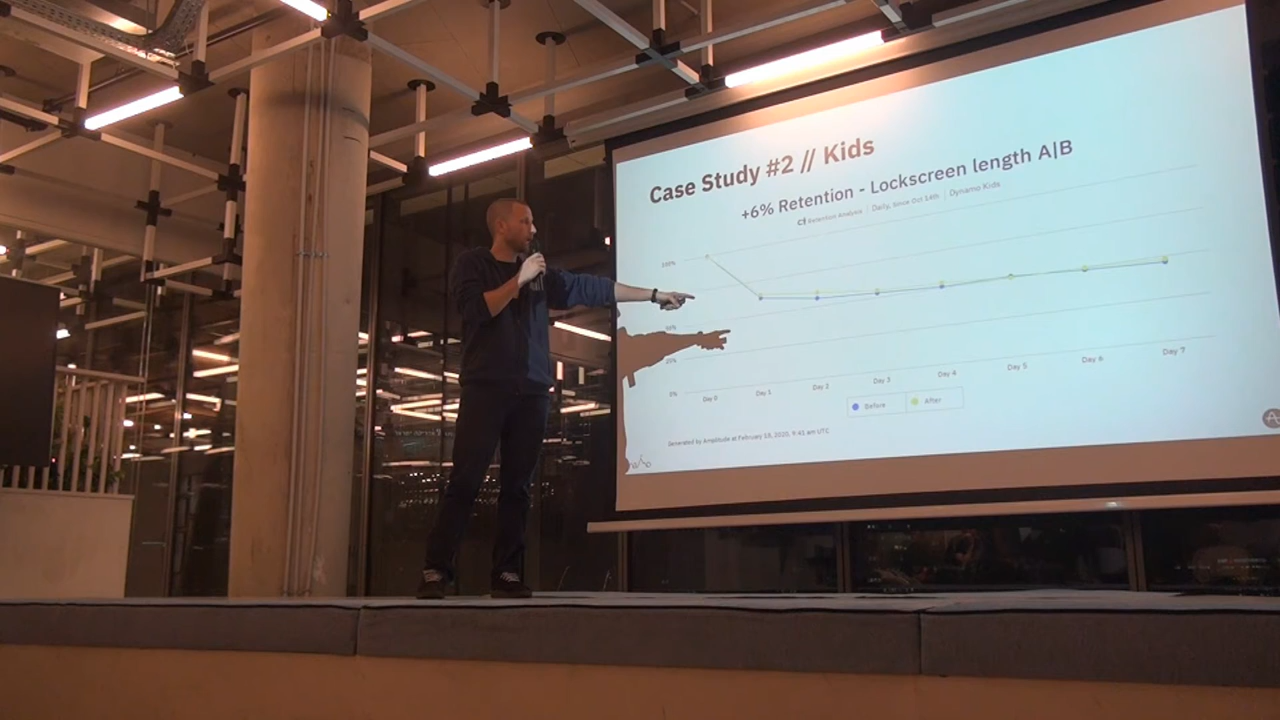 Case Study #2 // Kids
+6% Retention - Lockscreen length A|B
Retention Analysis | Daily, Since Oct 14th | Dynamo Kids
100%
25%
0%
Day 0 Day 1 Day 2 Day 3 Day 4 Day 5 Day 6 Day 7
Before After
Generated by Amplitude at February 19, 2020, 9:41 am UTC